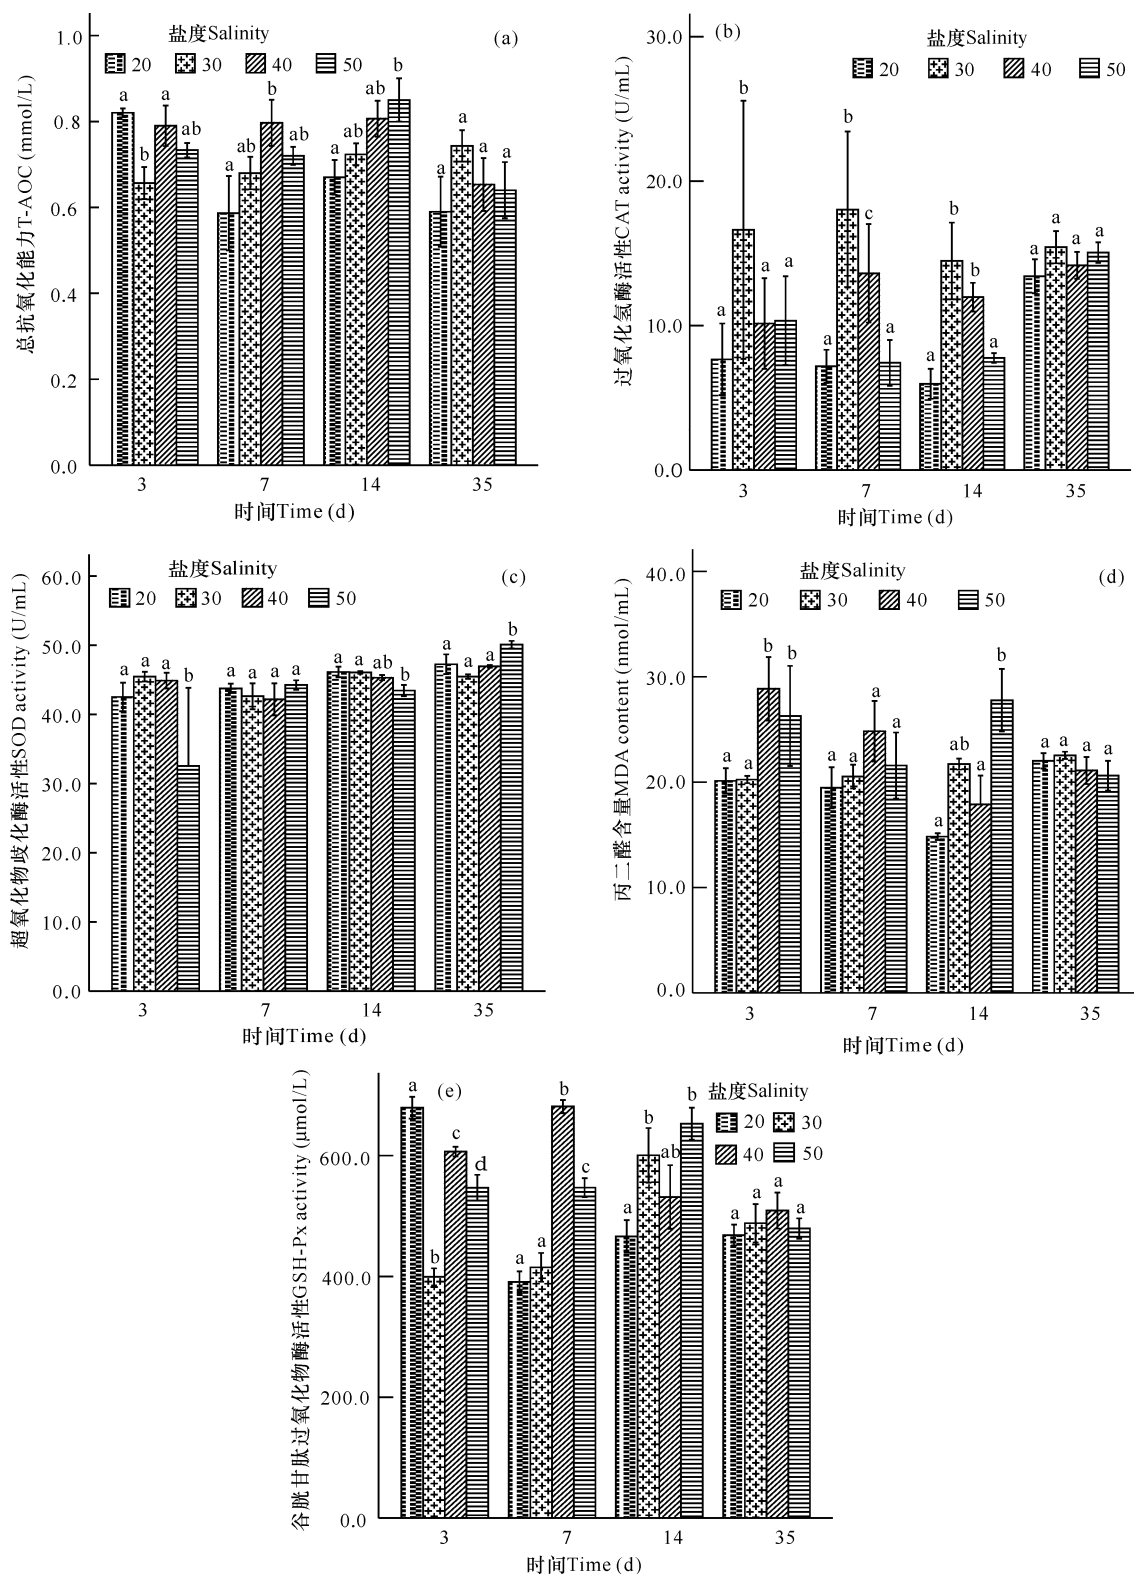 总抗氧化能力T-AOC (mmol/L)
盐度Salinity
(a)
20 30 40 50
1.0
0.8
0.6
0.4
0.2
0.0
a b a ab
a ab b ab
a ab ab b
a a a a
3 7 14 35
时间Time (d)
过氧化氢酶活性CAT activity (U/mL)
(b)
盐度Salinity
20 30 40 50
30.0
20.0
10.0
0.0
a b a a
a b c a
a b b a
a a a a
3 7 14 35
时间Time (d)
超氧化物歧化酶活性SOD activity (U/mL)
盐度Salinity
(c)
20 30 40 50
60.0
50.0
40.0
30.0
20.0
10.0
0.0
a a a b
a a a a
a a ab b
a a a b
3 7 14 35
时间Time (d)
丙二醛含量MDA content (nmol/mL)
盐度Salinity
(d)
20 30 40 50
40.0
30.0
20.0
10.0
0.0
a a b b
a a a a
a ab a b
a a a a
3 7 14 35
时间Time (d)
谷胱甘肽过氧化物酶活性GSH-Px activity (μmol/L)
(e)
盐度Salinity
20 30
40 50
600.0
400.0
200.0
0.0
a b c d
a a b c
a b ab b
a a a a
3 7 14 35
时间Time (d)